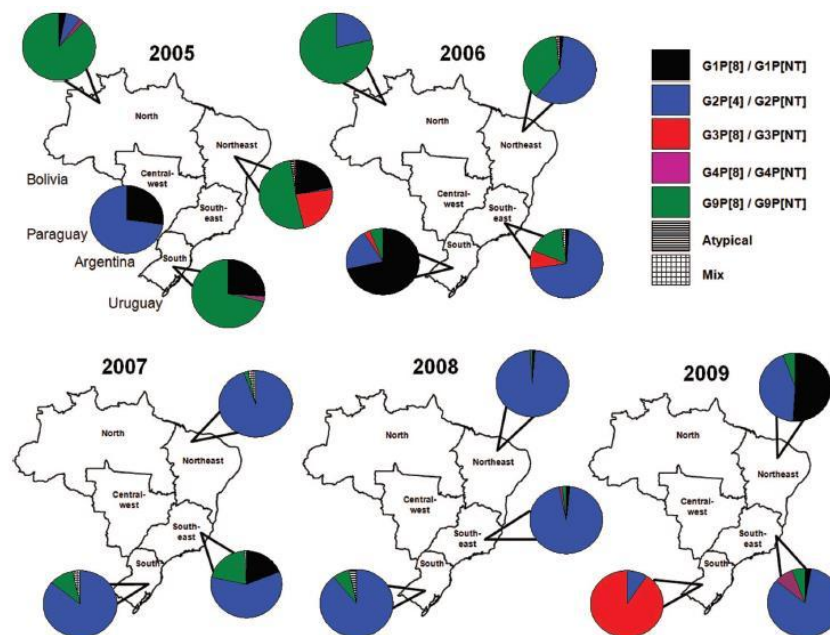 2005
North
Northeast
Central-
west
South-
east
South
Bolivia
Paraguay
Argentina
Uruguay
2006
North
Northeast
Central-
west
South-
east
South
G1P[8] / G1P[NT]
G2P[4] / G2P[NT]
G3P[8] / G3P[NT]
G4P[8] / G4P[NT]
G9P[8] / G9P[NT]
Atypical
Mix
2007
North
Northeast
Central-
west
South-
east
South
2008
North
Northeast
Central-
west
South-
east
South
2009
North
Northeast
Central-
west
South-
east
South